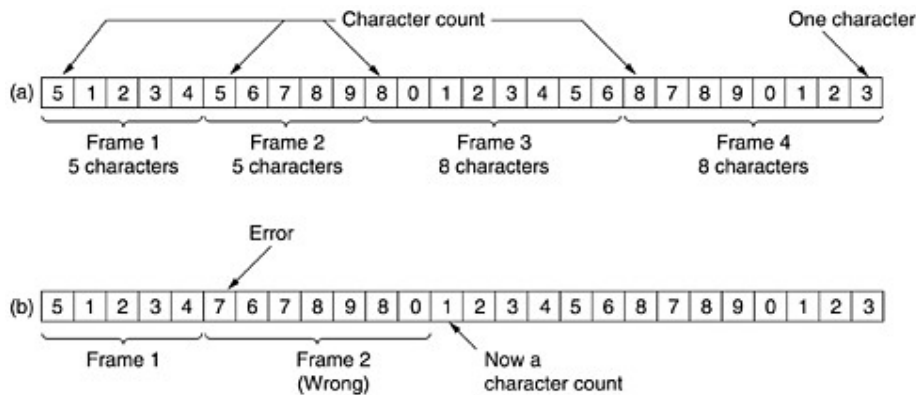 Character count
One character
(a) 5 1 2 3 4 5 6 7 8 9 8 0 1 2 3 4 5 6 8 7 8 9 0 1 2 3
Frame 1 Frame 2 Frame 3 Frame 4
5 characters 5 characters 8 characters 8 characters
Error
(b) 5 1 2 3 4 7 6 7 8 9 8 0 1 2 3 4 5 6 8 7 8 9 0 1 2 3
Frame 1 Frame 2 Now a
(Wrong) character count